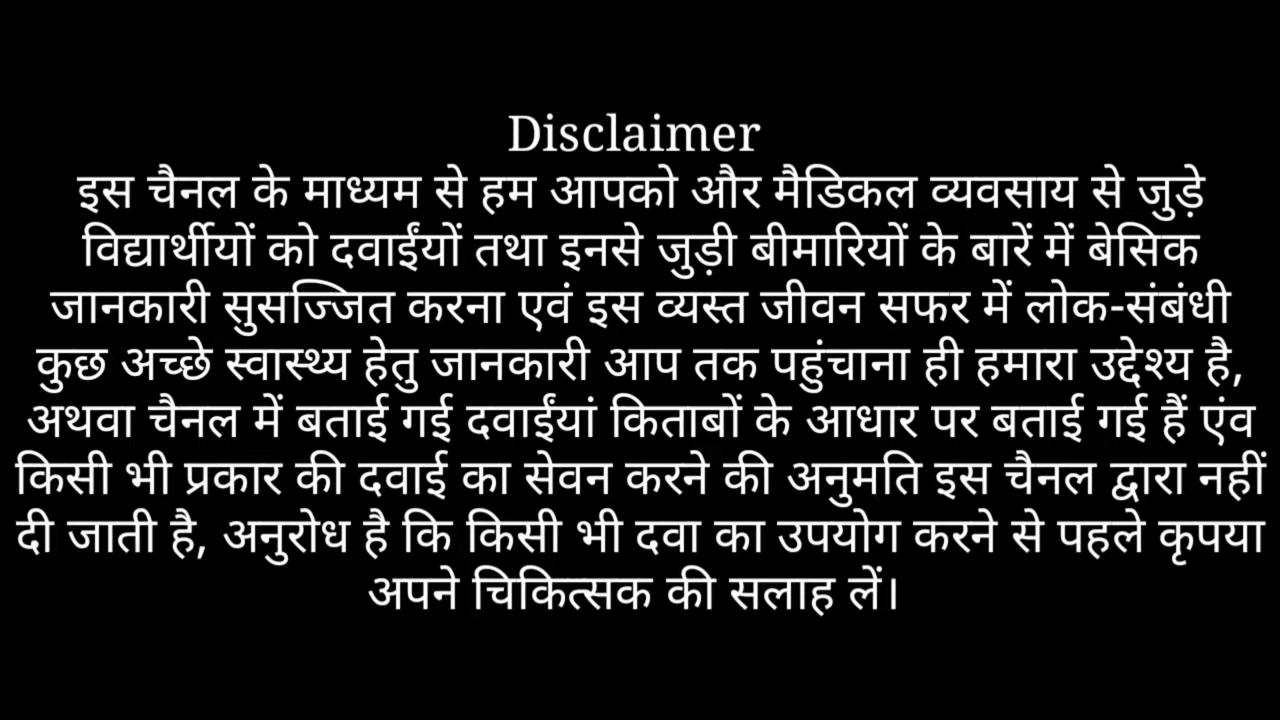 Disclaimer
इस चैनल के माध्यम से हम आपको और मैडिकल व्यवसाय से जुड़े
विद्यार्थीयों को दवाईंयों तथा इनसे जुड़ी बीमारियों के बारें में बेसिक
जानकारी सुसज्जित करना एवं इस व्यस्त जीवन सफर में लोक-संबंधी
कुछ अच्छे स्वास्थ्य हेतु जानकारी आप तक पहुंचाना ही हमारा उद्देश्य है,
अथवा चैनल में बताई गई दवाईंयां किताबों के आधार पर बताई गई हैं एंव
किसी भी प्रकार की दवाई का सेवन करने की अनुमति इस चैनल द्वारा नहीं
दी जाती है, अनुरोध है कि किसी भी दवा का उपयोग करने से पहले कृपया
अपने चिकित्सक की सलाह लें।